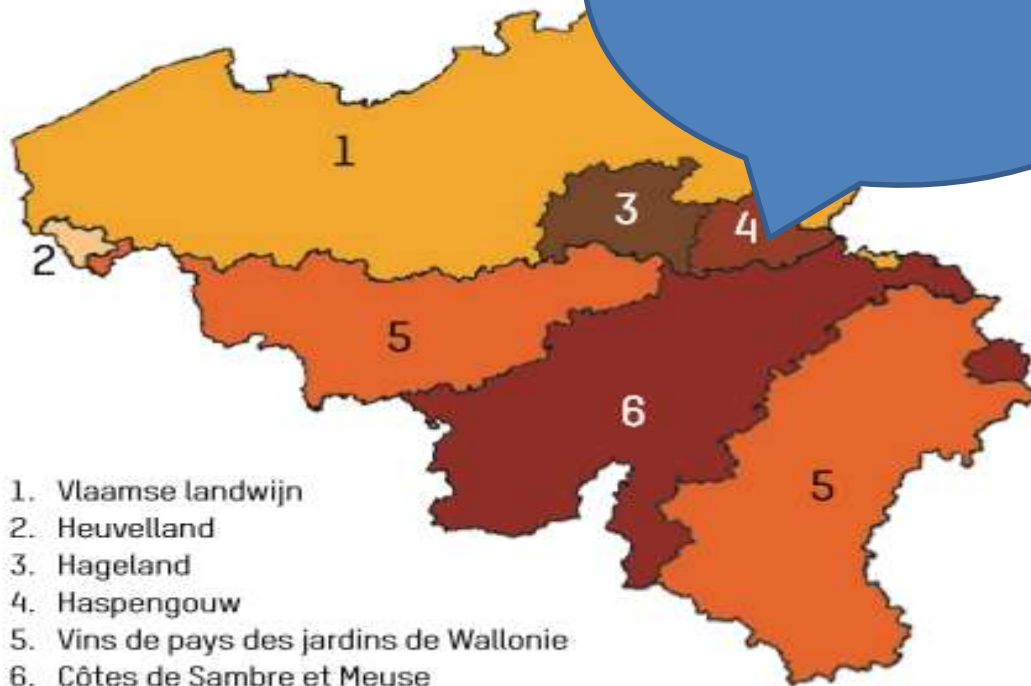 1
3
4
2
5
6
5
1. Vlaamse landwijn
2. Heuvelland
3. Hageland
4. Haspengouw
5. Vins de pays des jardins de Wallonie
6. Côtes de Sambre et Meuse